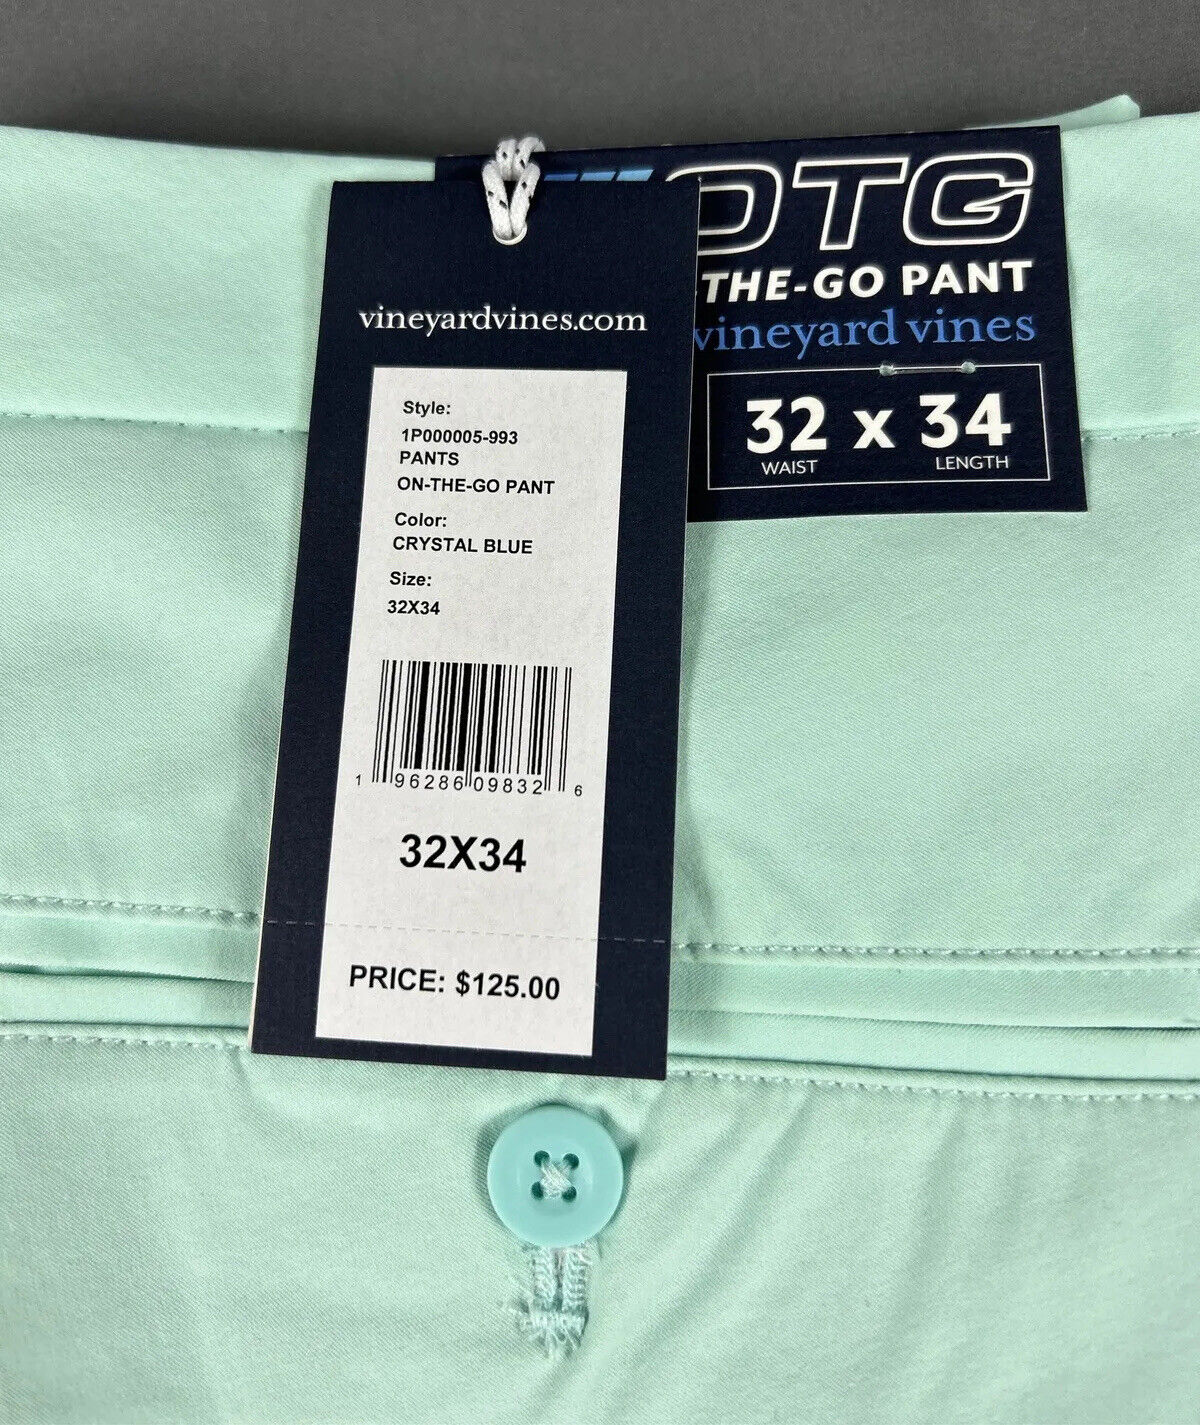 vineyardvines.com
Style:
1P000005-993
PANTS
ON-THE-GO PANT
Color:
CRYSTAL BLUE
Size:
32X34
1 96286 09832 6
32X34
PRICE: $125.00
OTG
-THE-GO PANT
vineyard vines
32 x 34
WAIST LENGTH